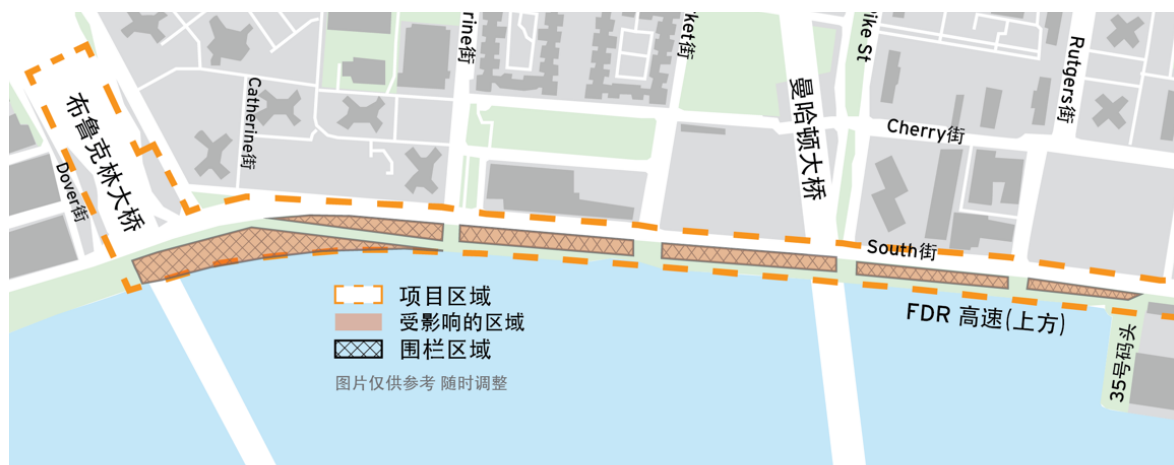 布鲁克林大桥
Dover街
Catherine街
rine街
ket街
曼哈顿大桥
ike St
Cherry街
Rutgers街
South街
FDR 高速(上方)
35号码头
项目区域
受影响的区域
围栏区域
图片仅供参考 随时调整